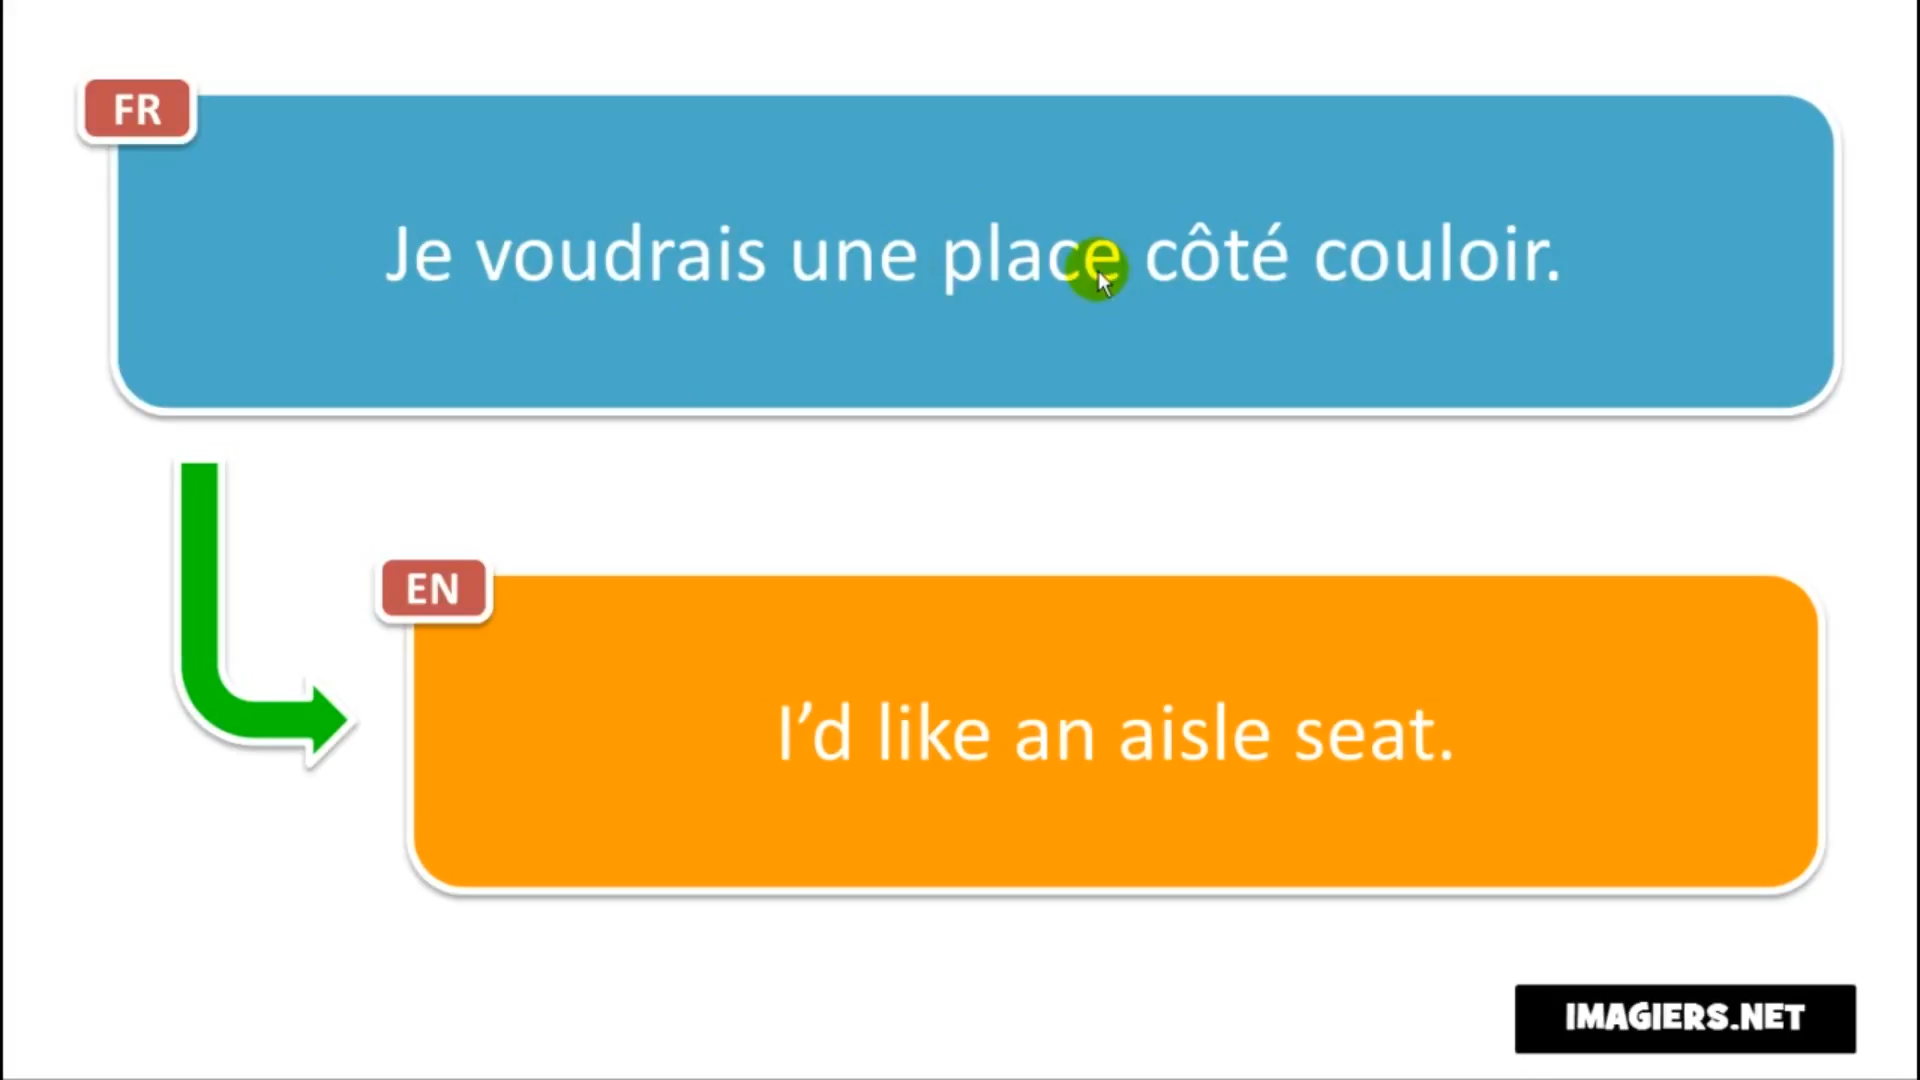 FR
Je voudrais une place côté couloir.
EN
I’d like an aisle seat.
IMAGIERS.NET